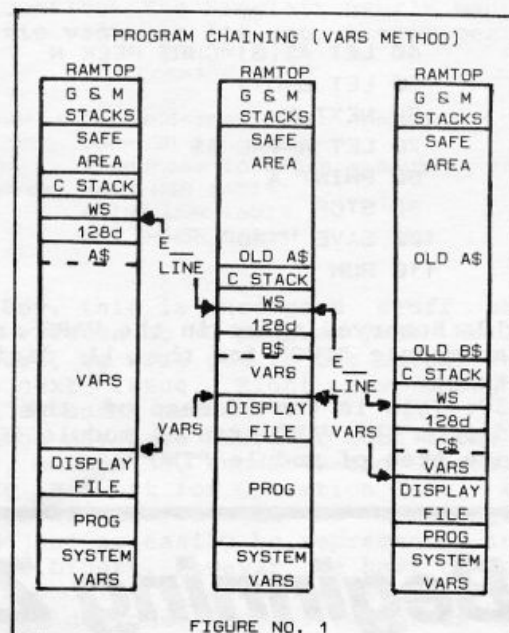 PROGRAM CHAINING (VARS METHOD)
RAMTOP
G & M
STACKS
SAFE
AREA
C STACK
WS
128d
A$
VARS
DISPLAY
FILE
PROG
SYSTEM
VARS
E__
LINE
VARS
RAMTOP
G & M
STACKS
SAFE
AREA
OLD A$
C STACK
WS
128d
B$
VARS
DISPLAY
FILE
PROG
SYSTEM
VARS
E__
LINE
VARS
RAMTOP
G & M
STACKS
SAFE
AREA
OLD A$
OLD B$
C STACK
WS
128d
C$
VARS
DISPLAY
FILE
PROG
SYSTEM
VARS
FIGURE NO. 1